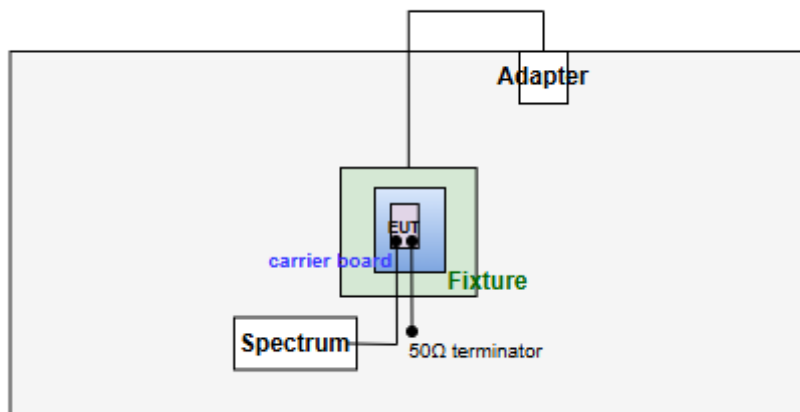 Adapter
EUT
carrier board
Fixture
Spectrum
50Ω terminator